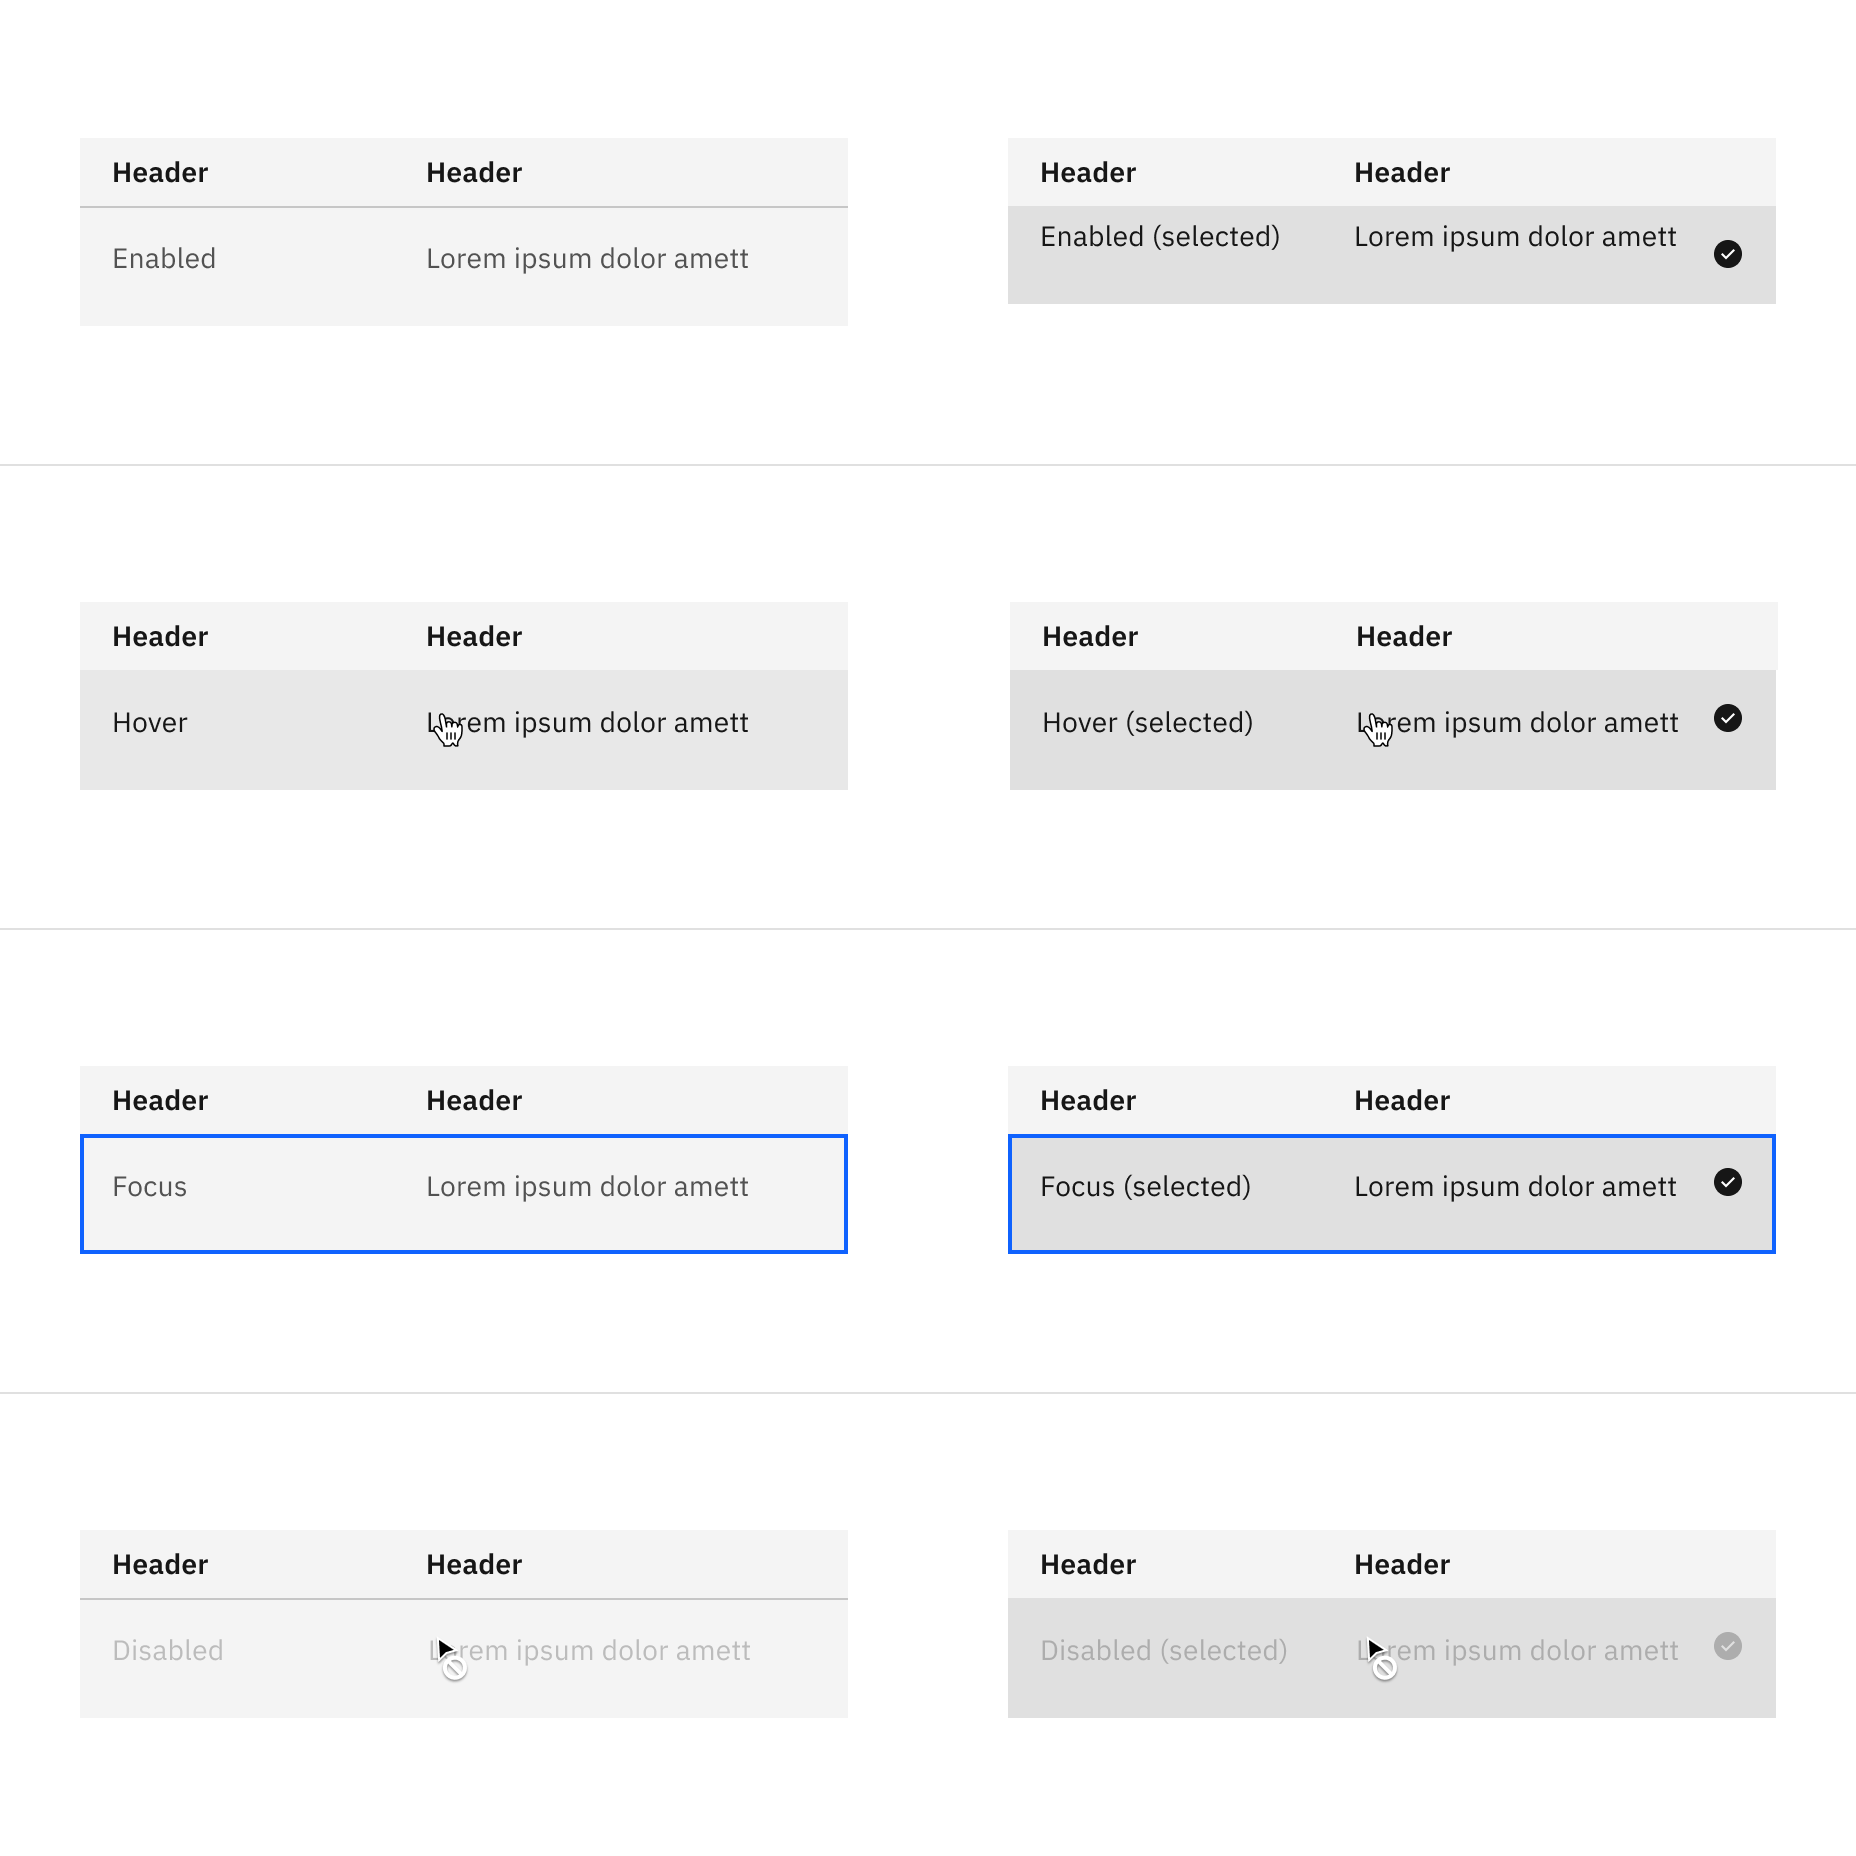 Header Header
Enabled Lorem ipsum dolor amett
Header Header
Enabled (selected) Lorem ipsum dolor amett
Header Header
Hover Lorem ipsum dolor amett
Header Header
Hover (selected) Lorem ipsum dolor amett
Header Header
Focus Lorem ipsum dolor amett
Header Header
Focus (selected) Lorem ipsum dolor amett
Header Header
Disabled Lorem ipsum dolor amett
Header Header
Disabled (selected) Lorem ipsum dolor amett